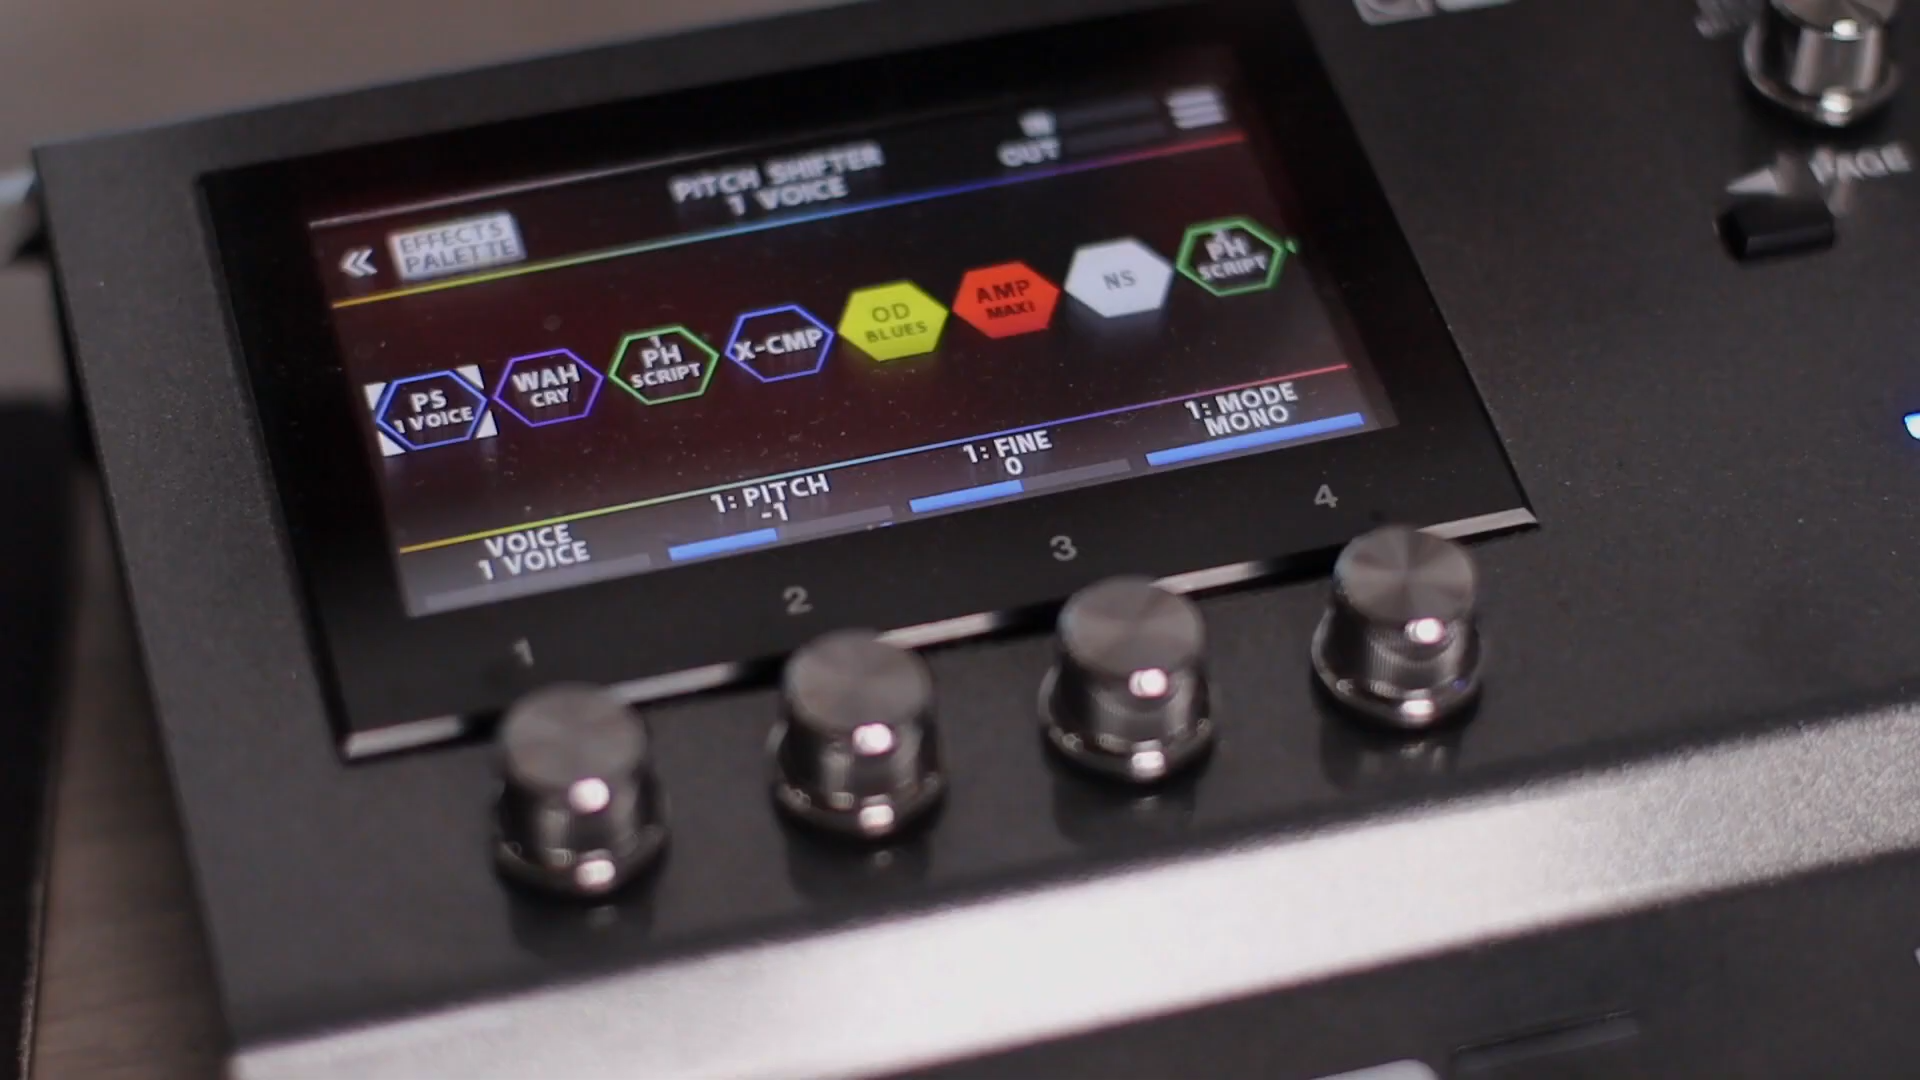 PITCH SHIFTER
1 VOICE
IN
OUT
EFFECTS
PALETTE
PS
1 VOICE
WAH
CRY
1
PH
SCRIPT
X-CMP
OD
BLUES
AMP
MAXI
NS
2
PH
SCRIPT
VOICE
1 VOICE
1: PITCH
-1
1: FINE
0
1: MODE
MONO
1
2
3
4
PAGE